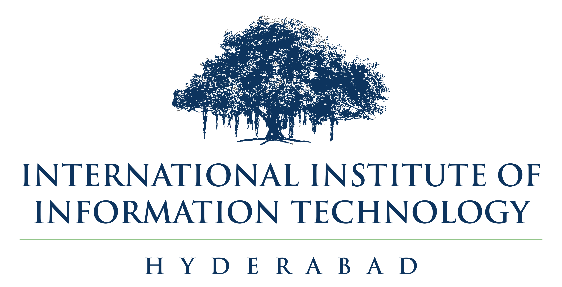 INTERNATIONAL INSTITUTE OF
INFORMATION TECHNOLOGY
HYDERABAD